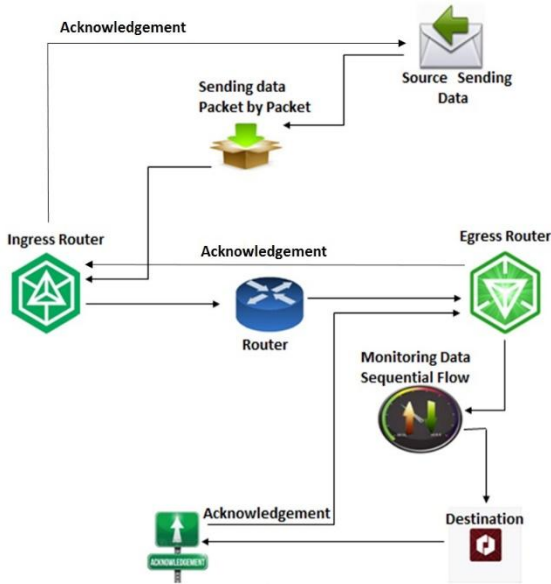 Acknowledgement
Source Sending
Data
Sending data
Packet by Packet
Ingress Router
Acknowledgement
Egress Router
Router
Monitoring Data
Sequential Flow
Acknowledgement
ACKNOWLEDGEMENT
Destination